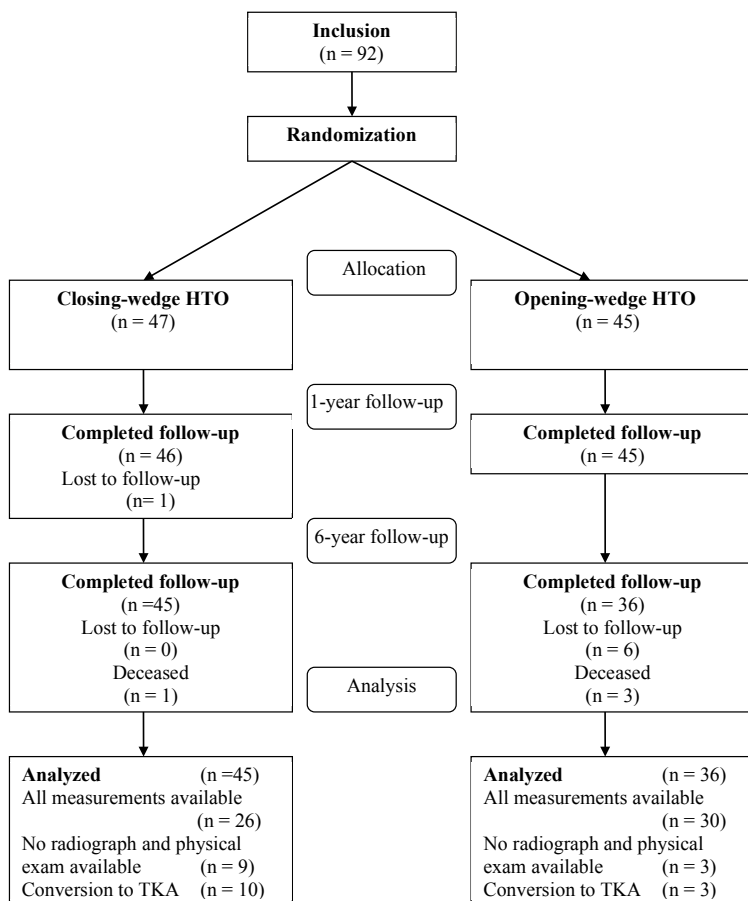 Inclusion
(n = 92)
Randomization
Allocation
Closing-wedge HTO
(n = 47)
Opening-wedge HTO
(n = 45)
1-year follow-up
Completed follow-up
(n = 46)
Lost to follow-up
(n= 1)
Completed follow-up
(n = 45)
6-year follow-up
Completed follow-up
(n =45)
Lost to follow-up
(n = 0)
Deceased
(n = 1)
Completed follow-up
(n = 36)
Lost to follow-up
(n = 6)
Deceased
(n = 3)
Analysis
Analyzed (n =45)
All measurements available
(n = 26)
No radiograph and physical
exam available (n = 9)
Conversion to TKA (n = 10)
Analyzed (n = 36)
All measurements available
(n = 30)
No radiograph and physical
exam available (n = 3)
Conversion to TKA (n = 3)